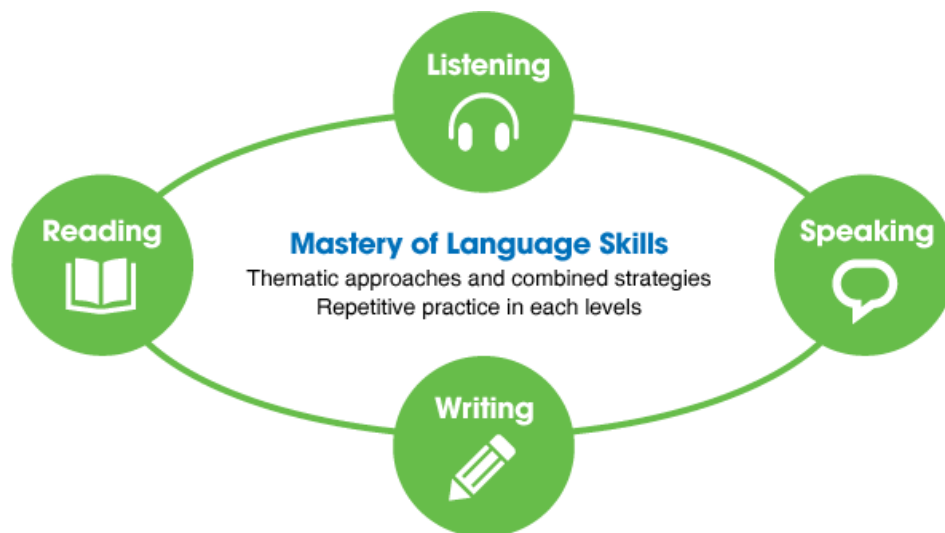 Listening
Reading
Speaking
Mastery of Language Skills
Thematic approaches and combined strategies
Repetitive practice in each levels
Writing